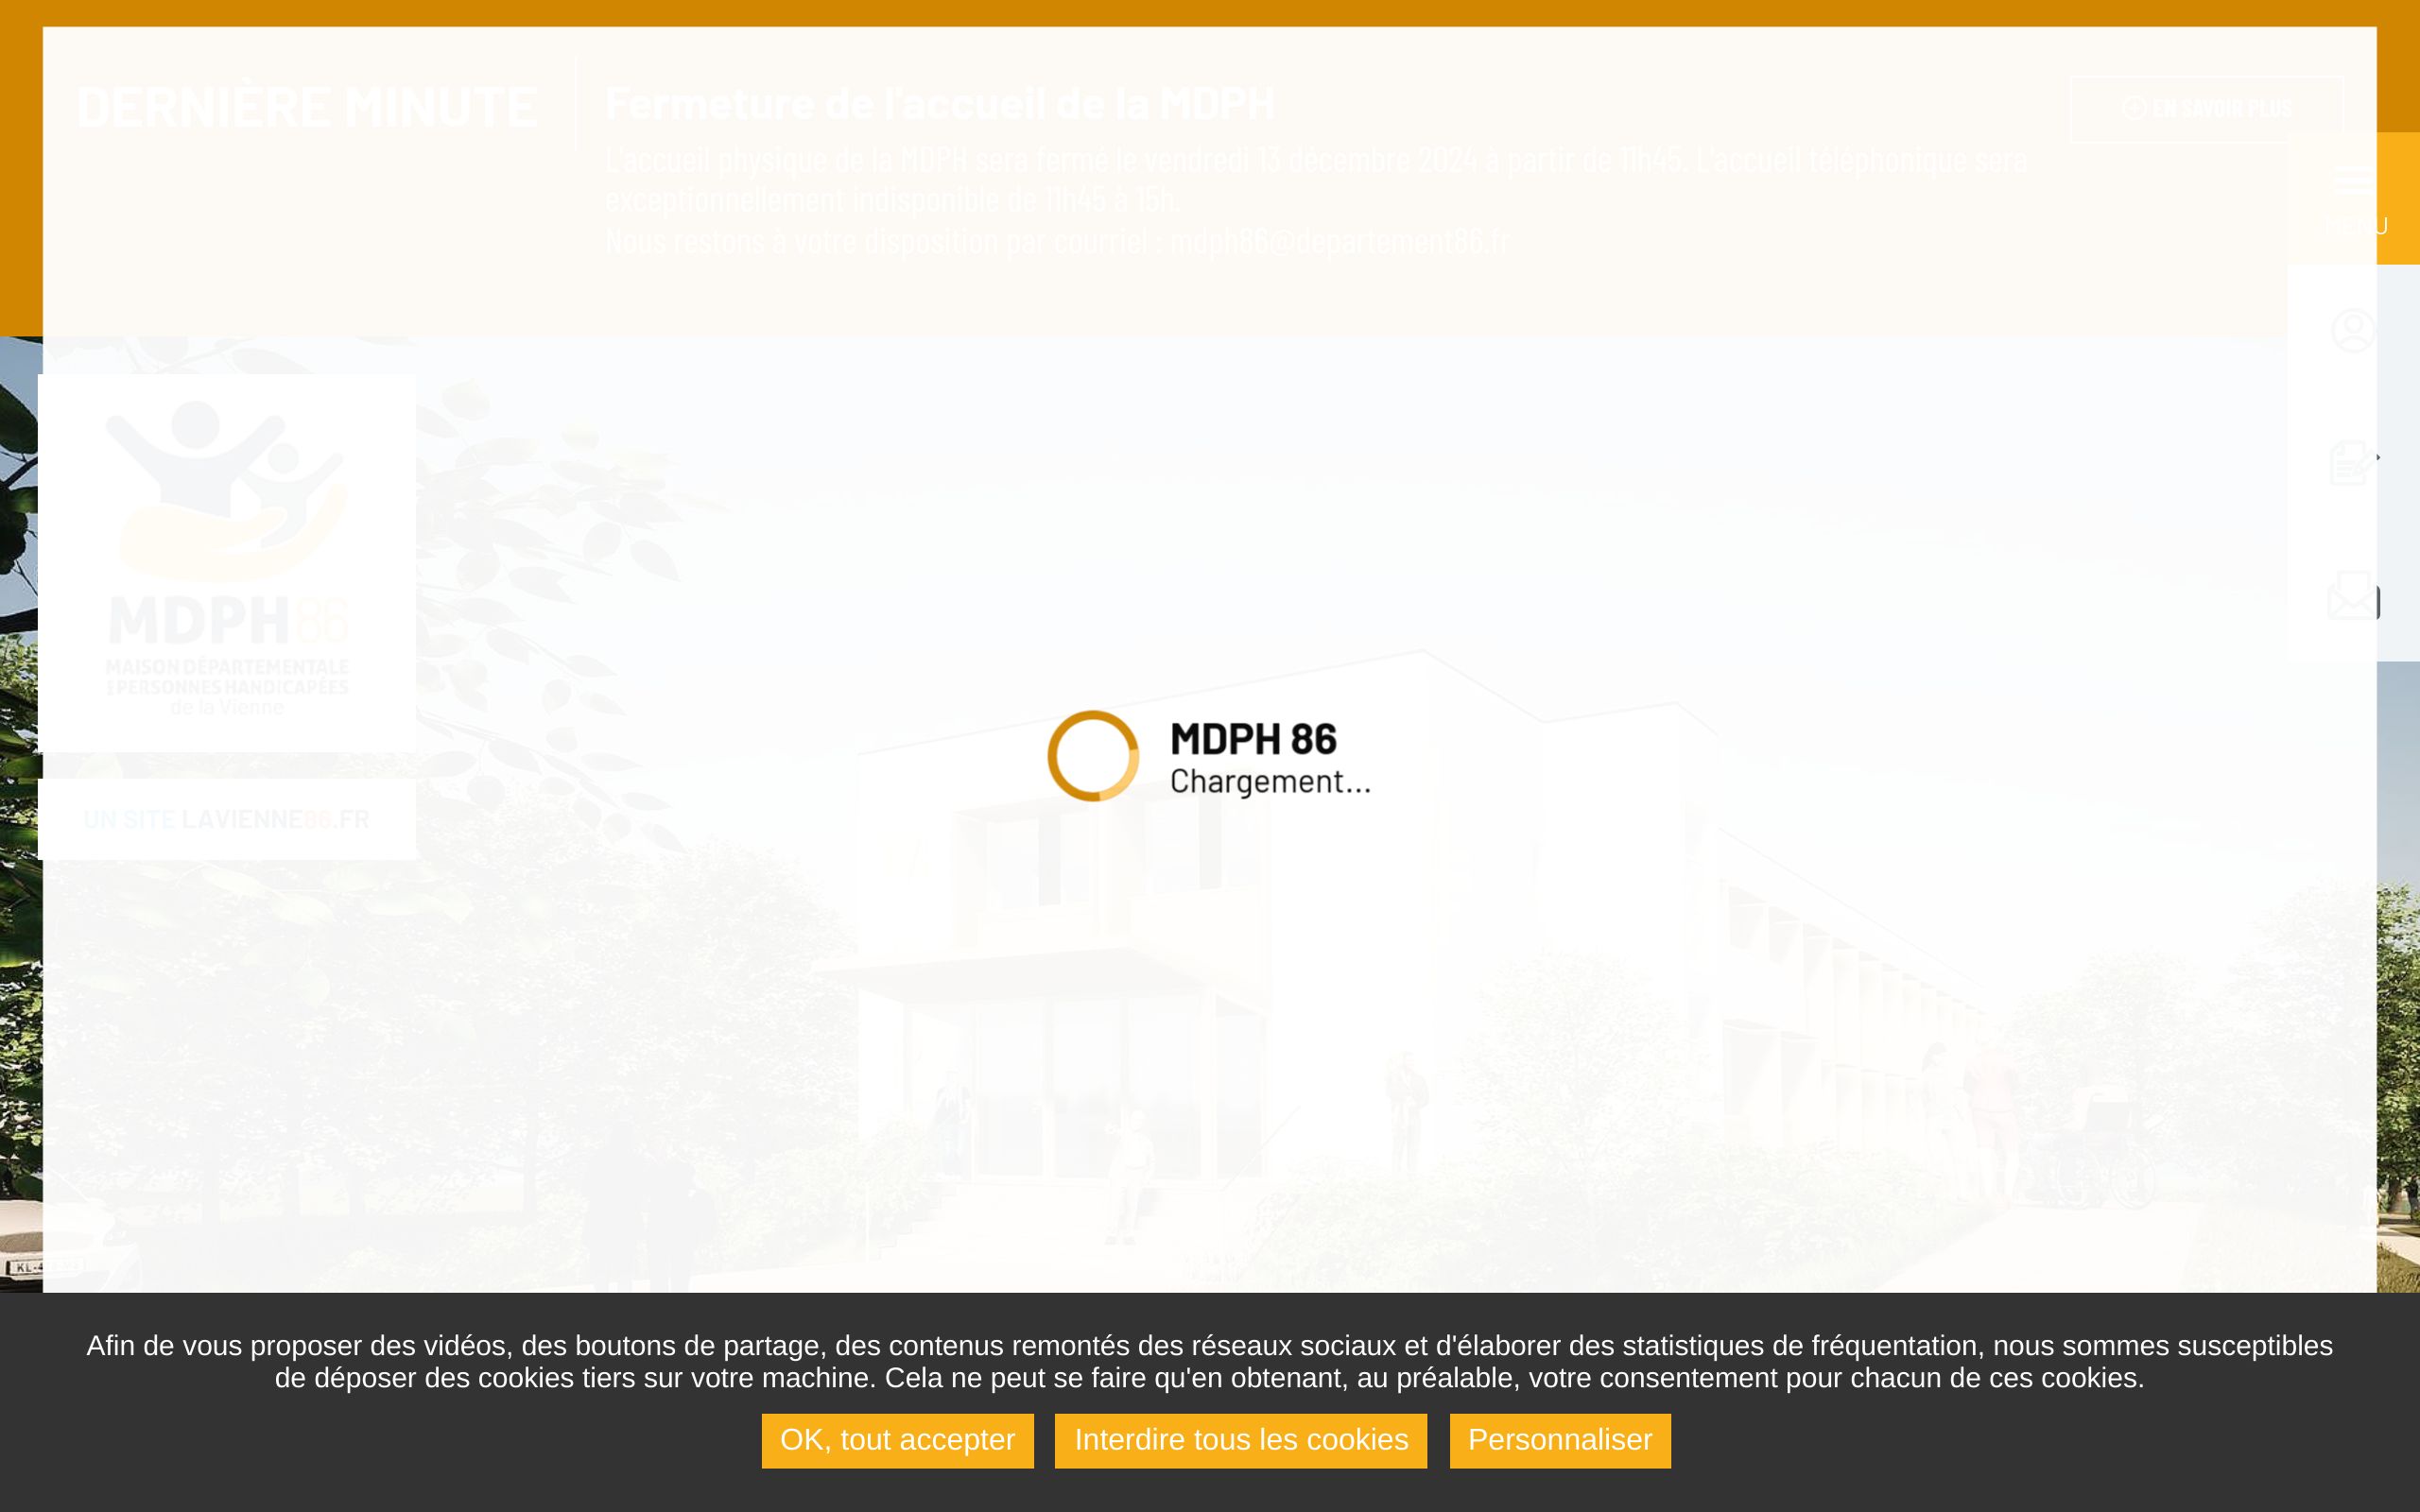 DERNIÈRE MINUTE
Fermeture de l'accueil de la MDPH
EN SAVOIR PLUS
L'accueil physique de la MDPH sera fermé le vendredi 13 décembre 2024 à partir de 11h45. L'accueil téléphonique sera
exceptionnellement indisponible de 11h45 à 15h.
Nous restons à votre disposition par courriel : mdph86@departement86.fr
U
MDPH86
MAISON DÉPARTEMENTALE
DES PERSONNES HANDICAPÉES
de la Vienne
MDPH 86
Chargement...
UN SITE LAVIENNE86.FR
KL-4
Afin de vous proposer des vidéos, des boutons de partage, des contenus remontés des réseaux sociaux et d'élaborer des statistiques de fréquentation, nous sommes susceptibles
de déposer des cookies tiers sur votre machine. Cela ne peut se faire qu'en obtenant, au préalable, votre consentement pour chacun de ces cookies.
OK, tout accepter
Interdire tous les cookies
Personnaliser